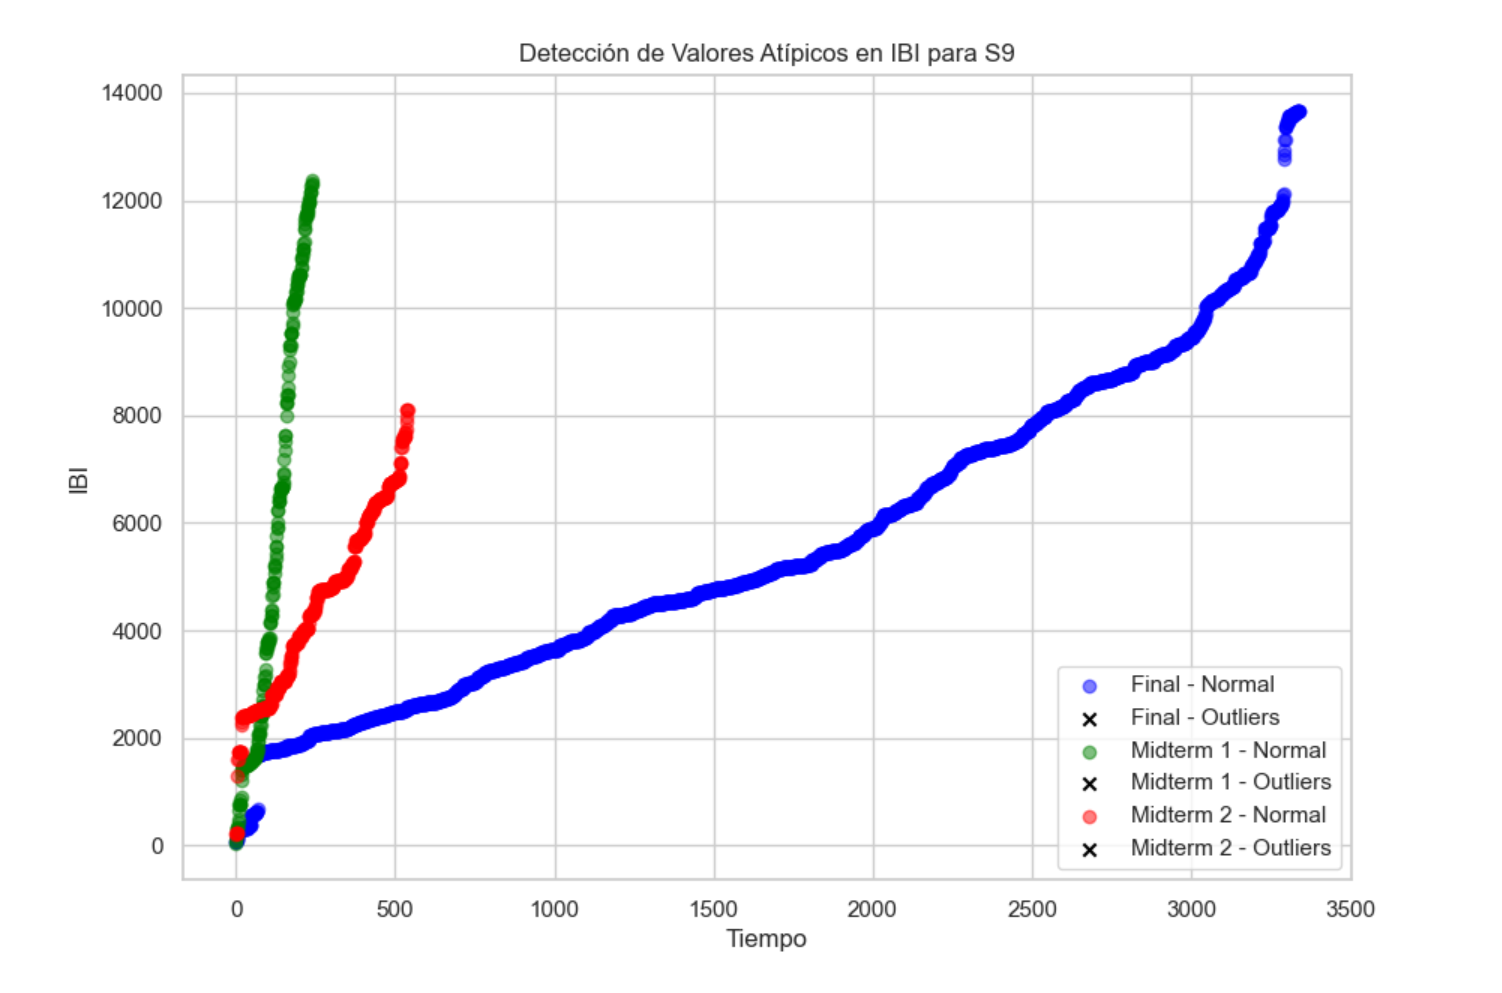 Detección de Valores Atípicos en IBI para S9
14000
12000
10000
8000
6000
4000
2000
0
IBI
0 500 1000 1500 2000 2500 3000 3500
Tiempo
Final - Normal
Final - Outliers
Midterm 1 - Normal
Midterm 1 - Outliers
Midterm 2 - Normal
Midterm 2 - Outliers